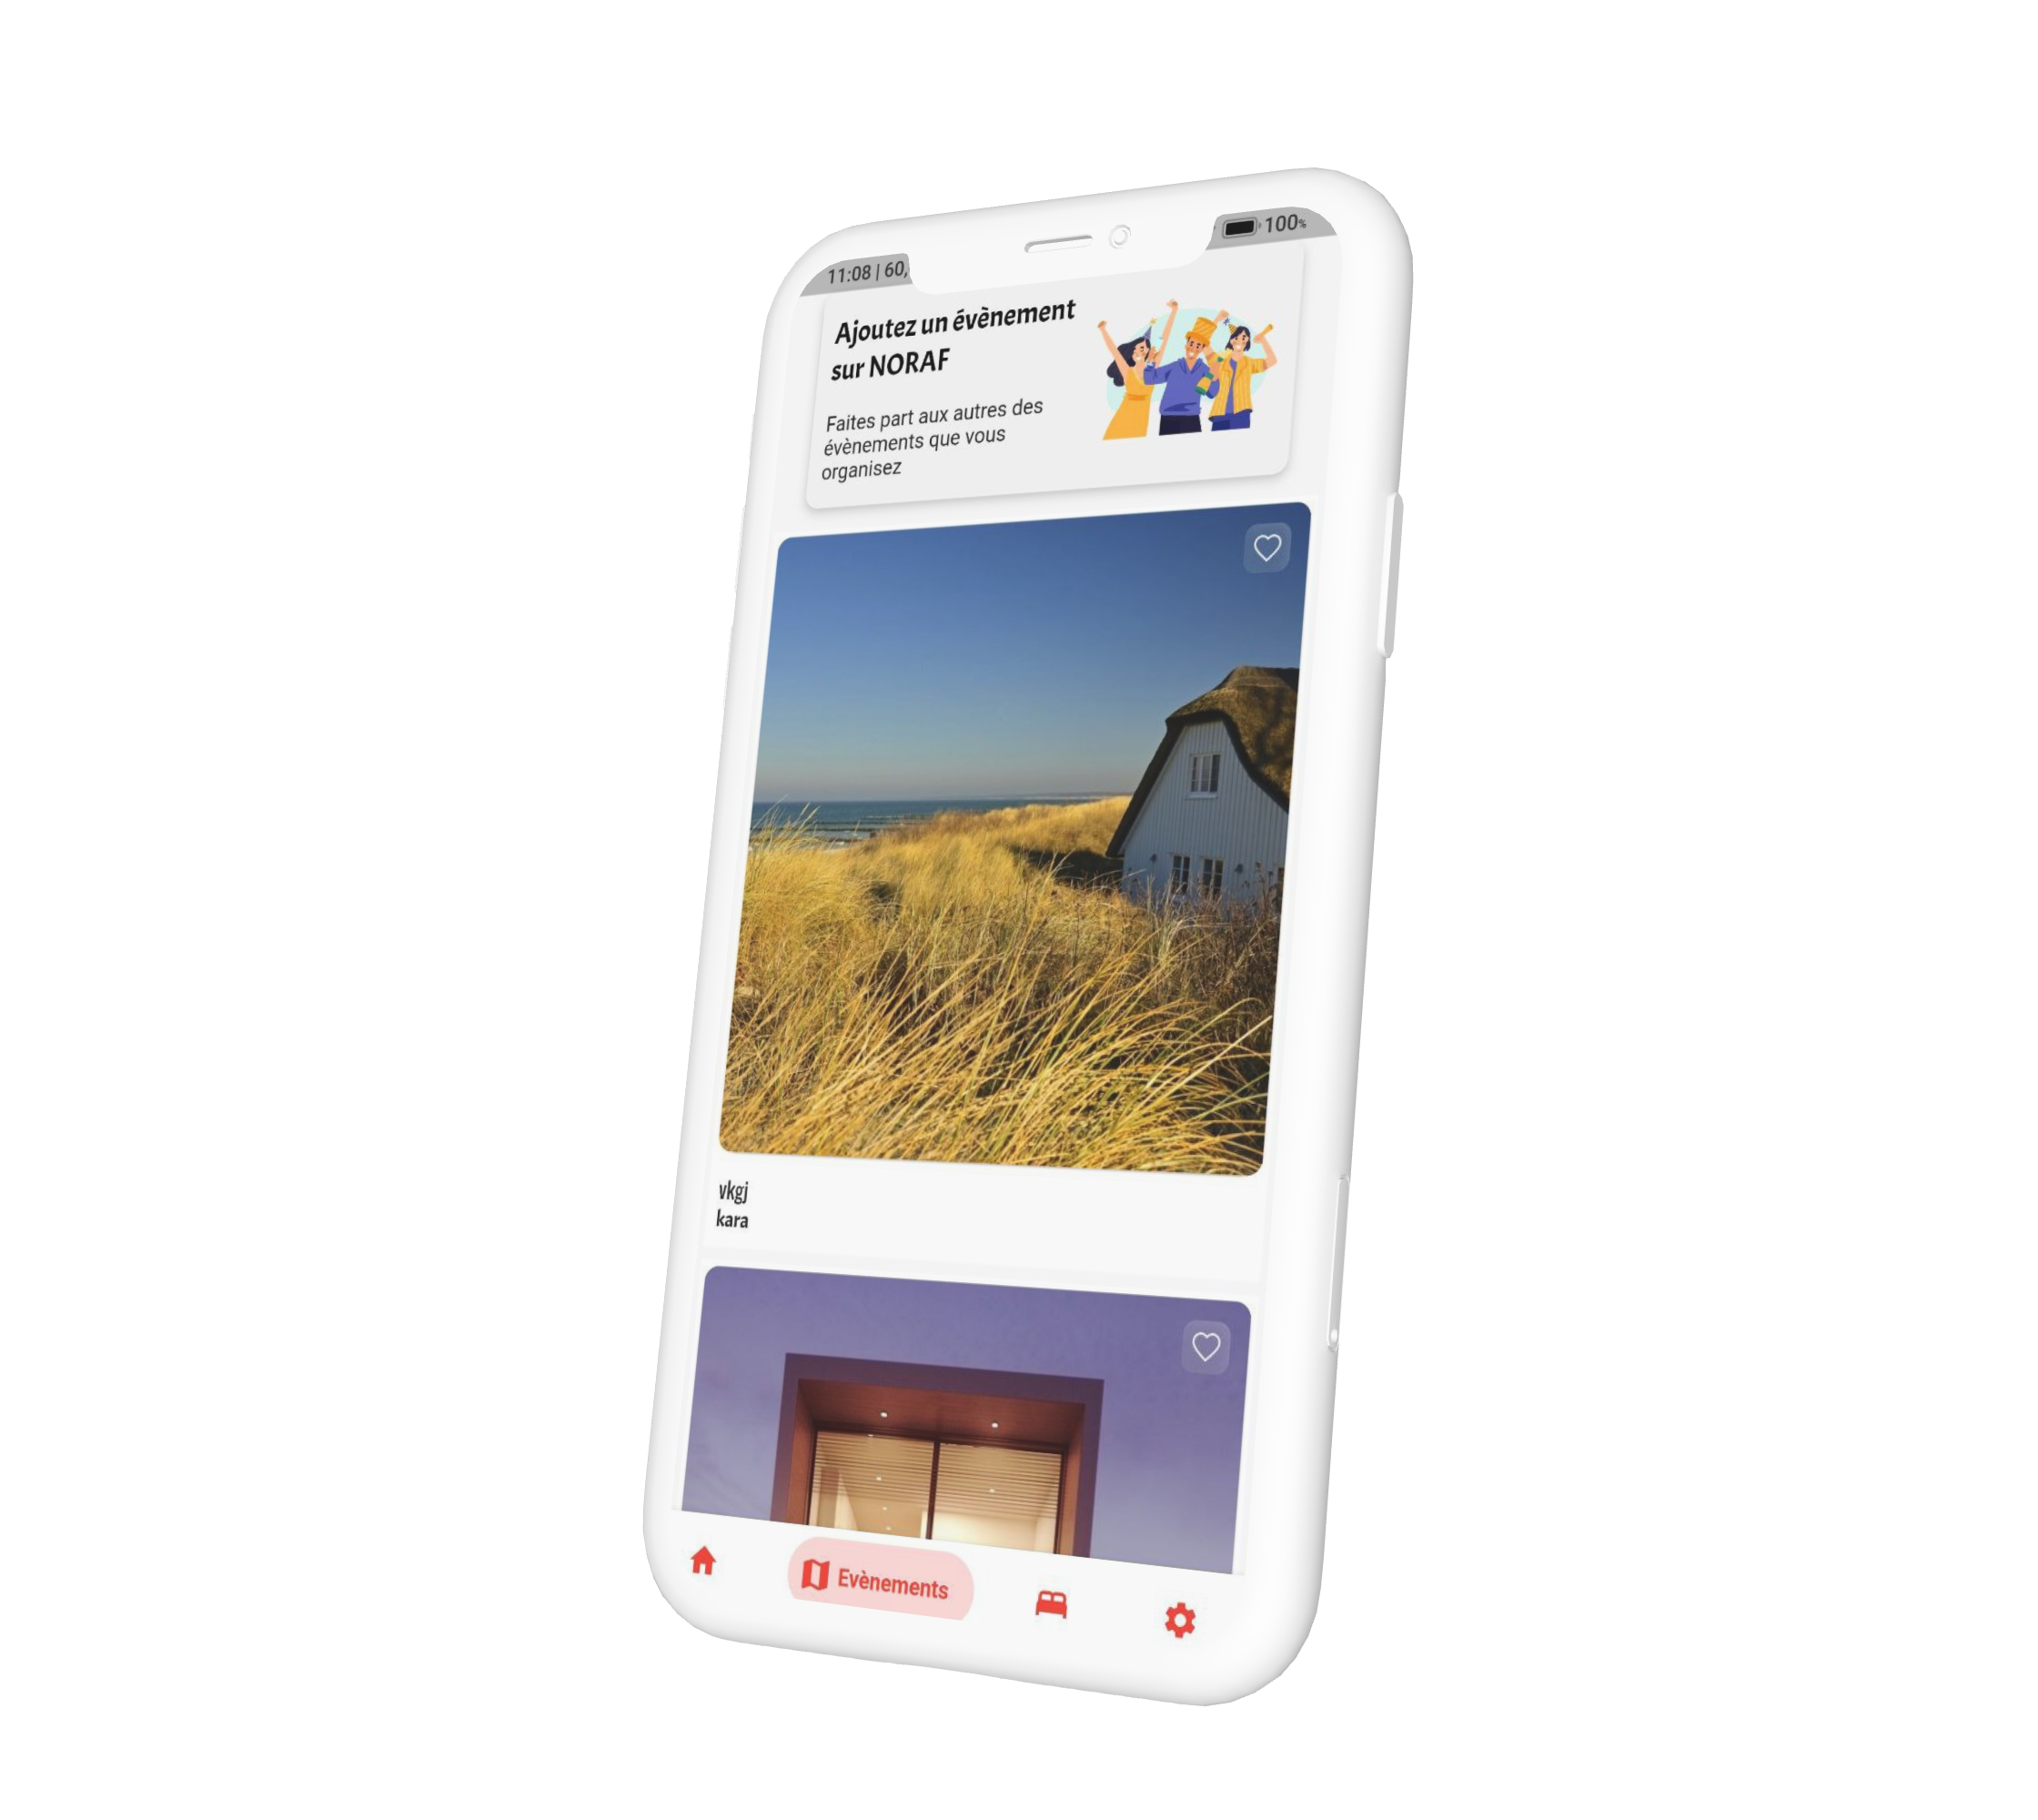 11:08 | 60,
100%
Ajoutez un évènement
sur NORAF
Faites part aux autres des
évènements que vous
organisez
vkgj
kara
Evènements